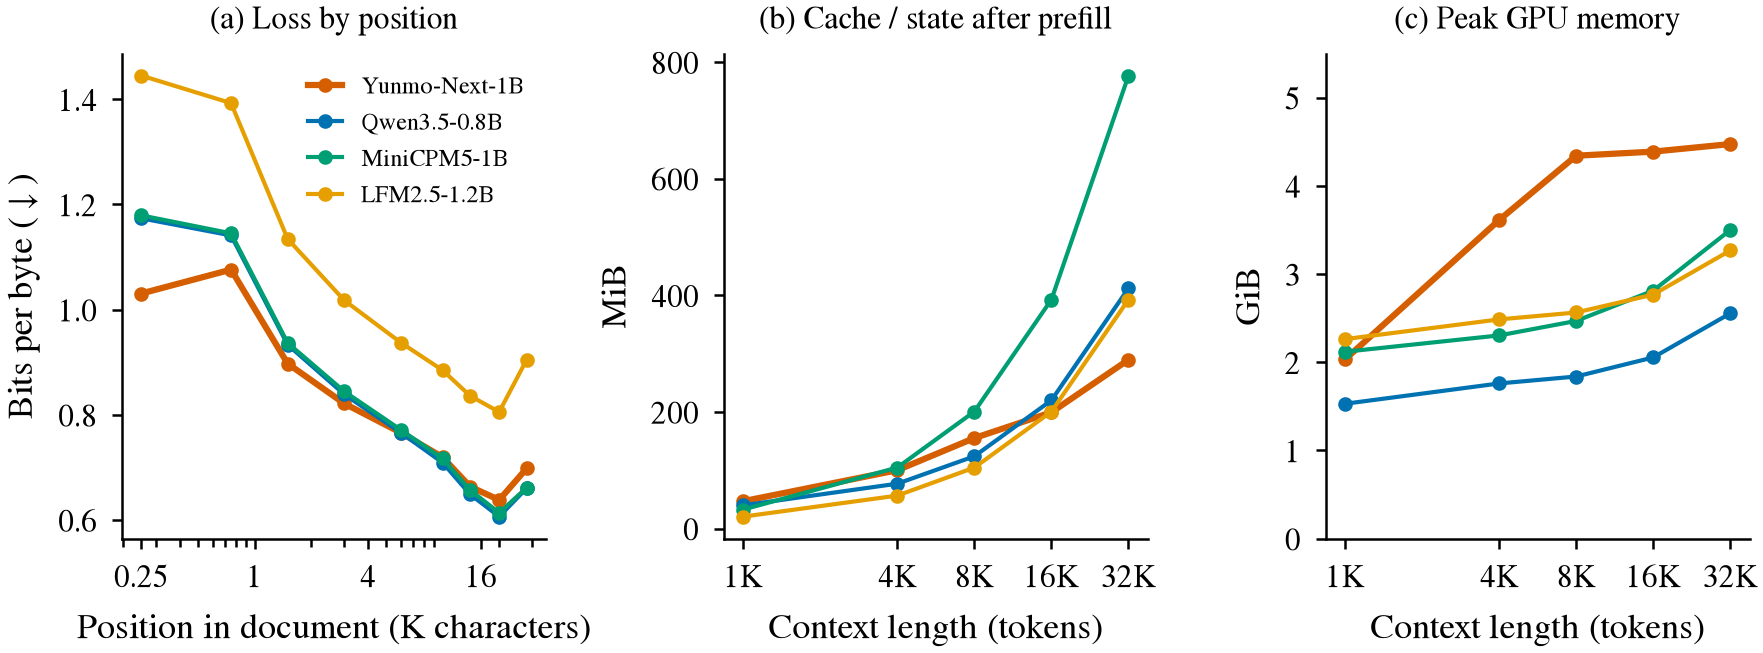 (a) Loss by position
Bits per byte (↓)
1.4
1.2
1.0
0.8
0.6
Yunmo-Next-1B
Qwen3.5-0.8B
MiniCPM5-1B
LFM2.5-1.2B
0.25 1 4 16
Position in document (K characters)
(b) Cache / state after prefill
MiB
800
600
400
200
0
1K 4K 8K 16K 32K
Context length (tokens)
(c) Peak GPU memory
GiB
5
4
3
2
1
0
1K 4K 8K 16K 32K
Context length (tokens)